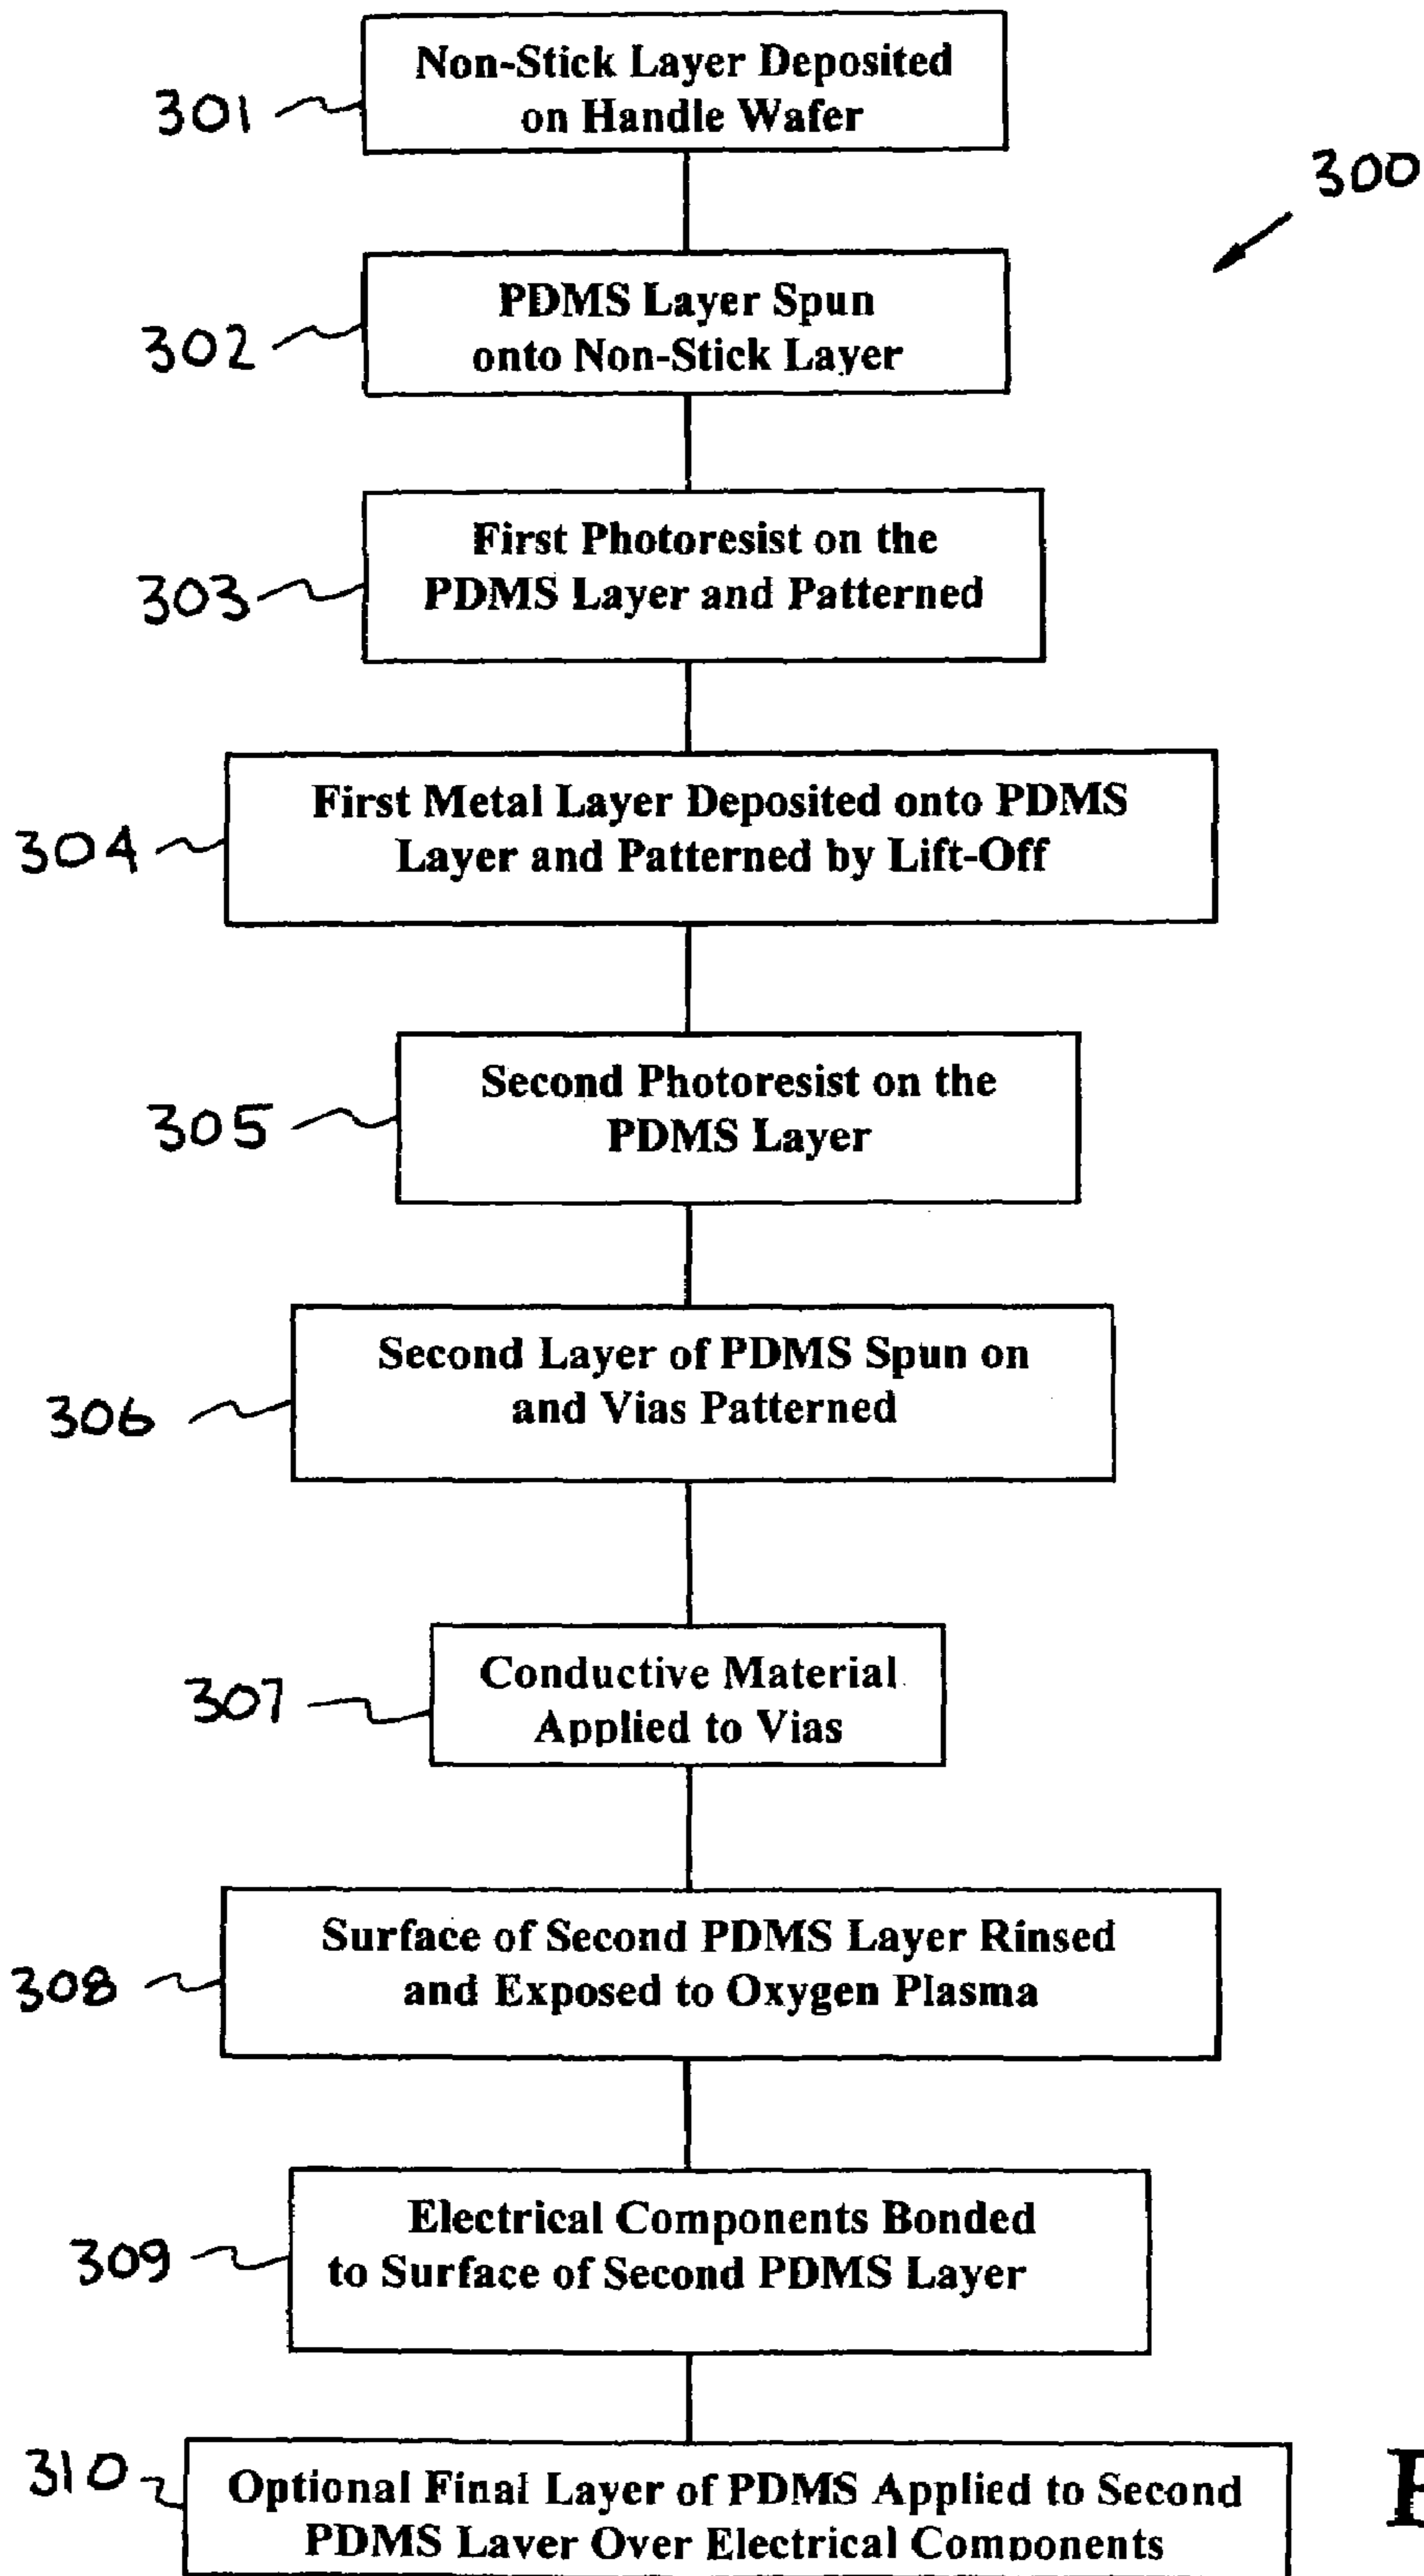 Non-Stick Layer Deposited
on Handle Wafer
301
300
PDMS Layer Spun
onto Non-Stick Layer
302
First Photoresist on the
PDMS Layer and Patterned
303
First Metal Layer Deposited onto PDMS
Layer and Patterned by Lift-Off
304
Second Photoresist on the
PDMS Layer
305
Second Layer of PDMS Spun on
and Vias Patterned
306
Conductive Material
Applied to Vias
307
Surface of Second PDMS Layer Rinsed
and Exposed to Oxygen Plasma
308
Electrical Components Bonded
to Surface of Second PDMS Layer
309
310
Optional Final Layer of PDMS Applied to Second
PDMS Layer Over Electrical Components